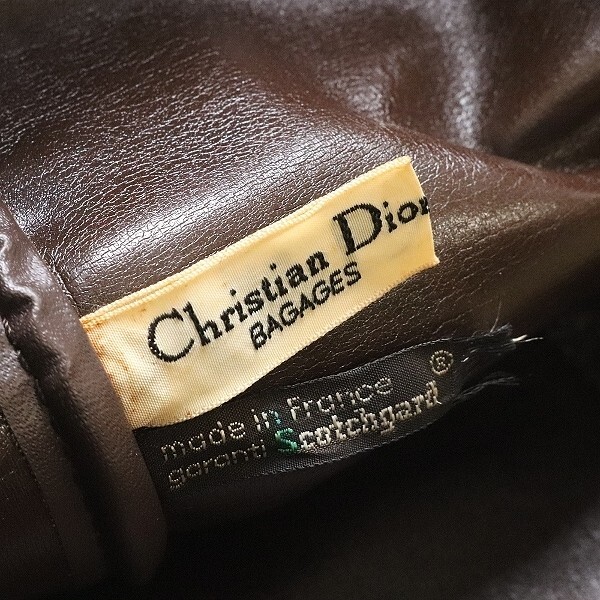 Christian Dior
BAGAGES
made in France
garanti Scotchgard ®